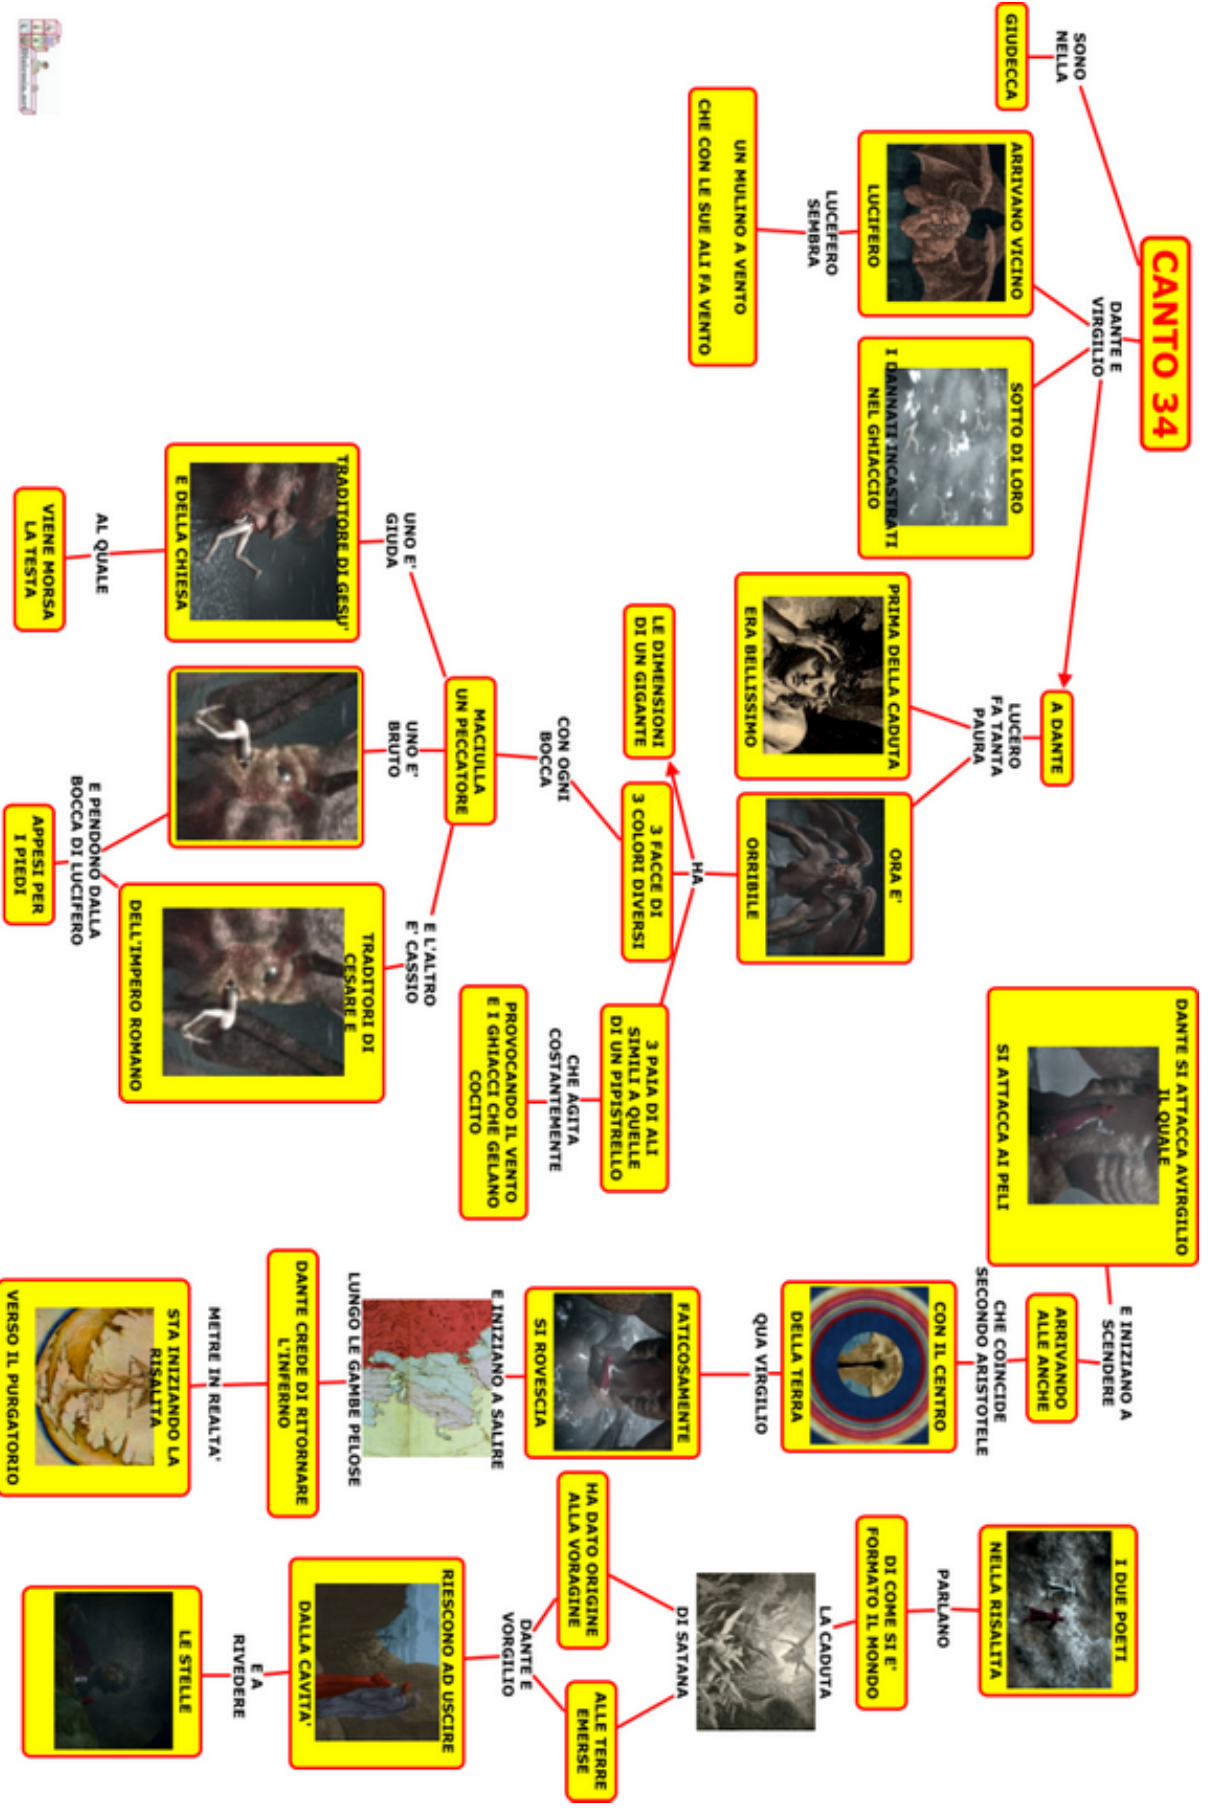 CANTO 34
SONO
NELLA
GIUDECCA
DANTE E
VIRGILIO
ARRIVANO VICINO
LUCIFERO
LUCEFERO
SEMBRA
UN MULINO A VENTO
CHE CON LE SUE ALI FA VENTO
SOTTO DI LORO
I DANNATI INCASTRATI
NEL GHIACCIO
A DANTE
LUCERO
FA TANTA
PAURA
PRIMA DELLA CADUTA
ERA BELLISSIMO
ORA E'
ORRIBILE
HA
LE DIMENSIONI
DI UN GIGANTE
3 FACCE DI
3 COLORI DIVERSI
3 PAIA DI ALI
SIMILI A QUELLE
DI UN PIPISTRELLO
CHE AGITA
COSTANTEMENTE
PROVOCANDO IL VENTO
E I GHIACCI CHE GELANO
COCITO
CON OGNI
BOCCA
MACIULLA
UN PECCATORE
UNO E'
GIUDA
TRADITORE DI GESU'
E DELLA CHIESA
AL QUALE
VIENE MORSA
LA TESTA
UNO E'
BRUTO
E L'ALTRO
E' CASSIO
TRADITORI DI
CESARE E
DELL'IMPERO ROMANO
E PENDONO DALLA
BOCCA DI LUCIFERO
APPESI PER
I PIEDI
DANTE SI ATTACCA AVIRGILIO
IL QUALE
SI ATTACCA AI PELI
E INIZIANO A
SCENDERE
ARRIVANDO
ALLE ANCHE
CHE COINCIDE
SECONDO ARISTOTELE
CON IL CENTRO
DELLA TERRA
QUA VIRGILIO
FATICOSAMENTE
SI ROVESCIA
E INIZIANO A SALIRE
LUNGO LE GAMBE PELOSE
DANTE CREDE DI RITORNARE
L'INFERNO
METRE IN REALTA'
STA INIZIANDO LA
RISALITA
VERSO IL PURGATORIO
I DUE POETI
NELLA RISALITA
PARLANO
DI COME SI E'
FORMATO IL MONDO
LA CADUTA
DI SATANA
HA DATO ORIGINE
ALLA VORAGINE
ALLE TERRE
EMERSE
DANTE E
VORGILIO
RIESCONO AD USCIRE
DALLA CAVITA'
E A
RIVEDERE
LE STELLE